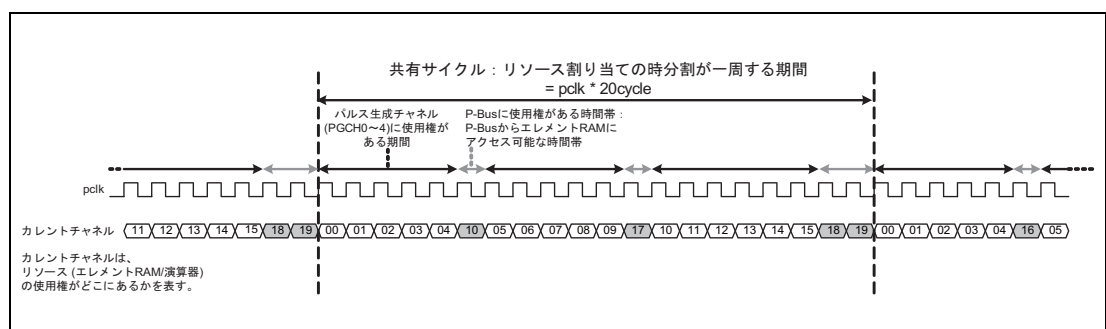 共有サイクル：リソース割り当ての時分割が一周する期間
= pclk * 20cycle
パルス生成チャネル
(PGCH0～4)に使用権が
ある期間
P-Busに使用権がある時間帯：
P-BusからエレメントRAMに
アクセス可能な時間帯
pclk
カレントチャネル 11 12 13 14 15 18 19 00 01 02 03 04 10 05 06 07 08 09 17 10 11 12 13 14 15 18 19 00 01 02 03 04 16 05
カレントチャネルは、
リソース (エレメントRAM/演算器)
の使用権がどこにあるかを表す。